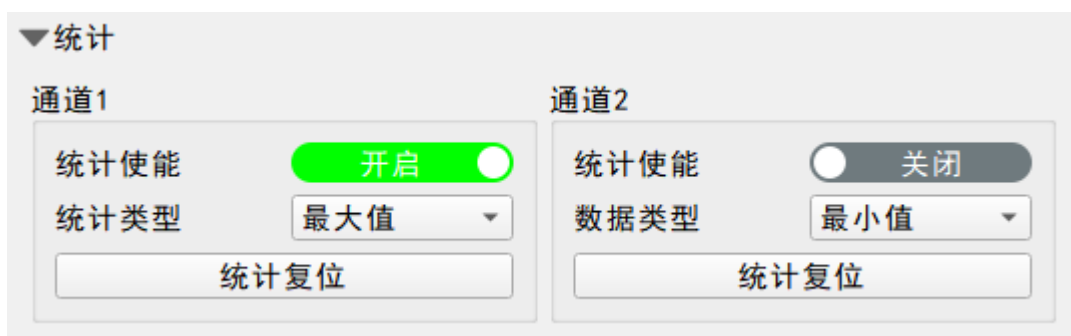 统计
通道1
统计使能 开启
统计类型 最大值
统计复位
通道2
统计使能 关闭
数据类型 最小值
统计复位